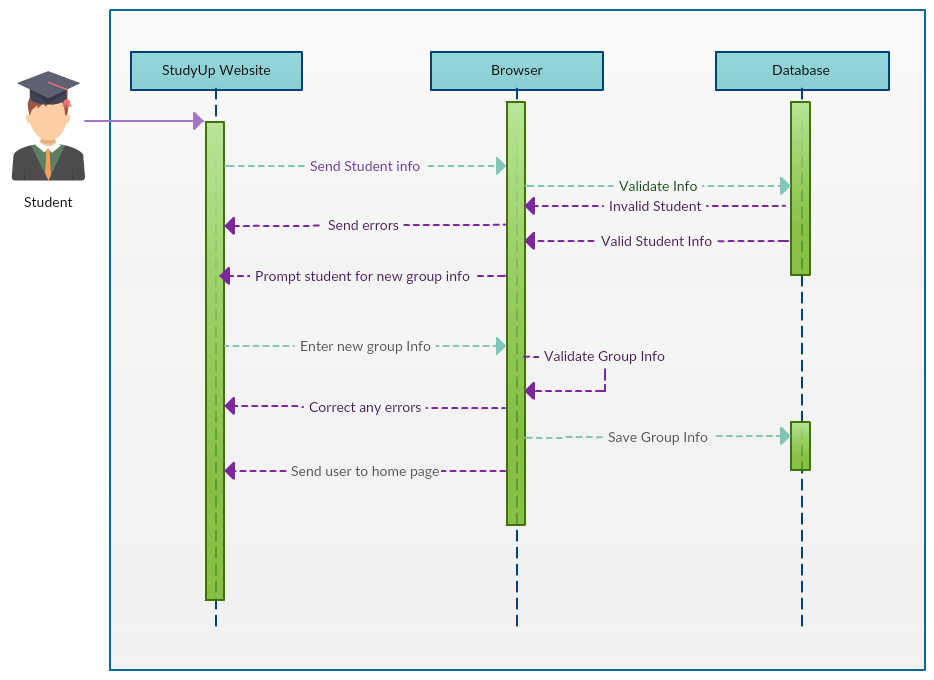 StudyUp Website
Browser
Database
Student
Send Student info
Validate Info
Invalid Student
Send errors
Valid Student Info
Prompt student for new group info
Enter new group Info
Validate Group Info
Correct any errors
Save Group Info
Send user to home page